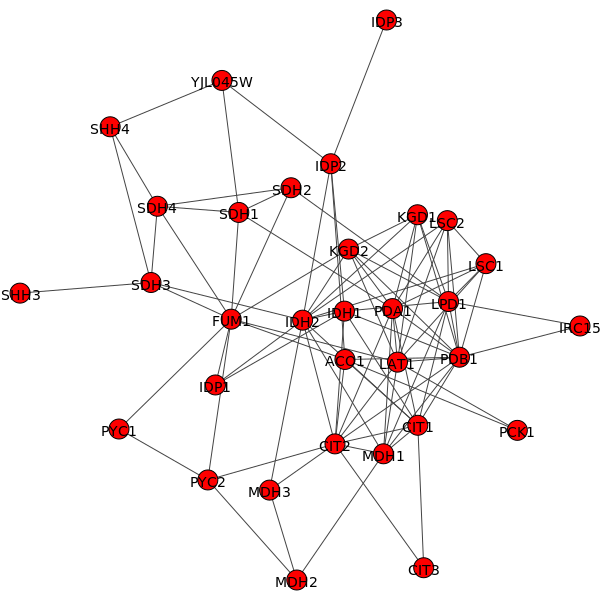 IDP3
YJL045W
SHH4
IDP2
SDH2
SDH4
SDH1
KGD1
LSC2
KGD2
LSC1
SDH3
SHH3
LPD1
IDH1
PDA1
FUM1
IDH2
IRC15
ACO1
LAT1
PDB1
IDP1
PYC1
CIT1
PCK1
CIT2
MDH1
PYC2
MDH3
CIT3
MDH2